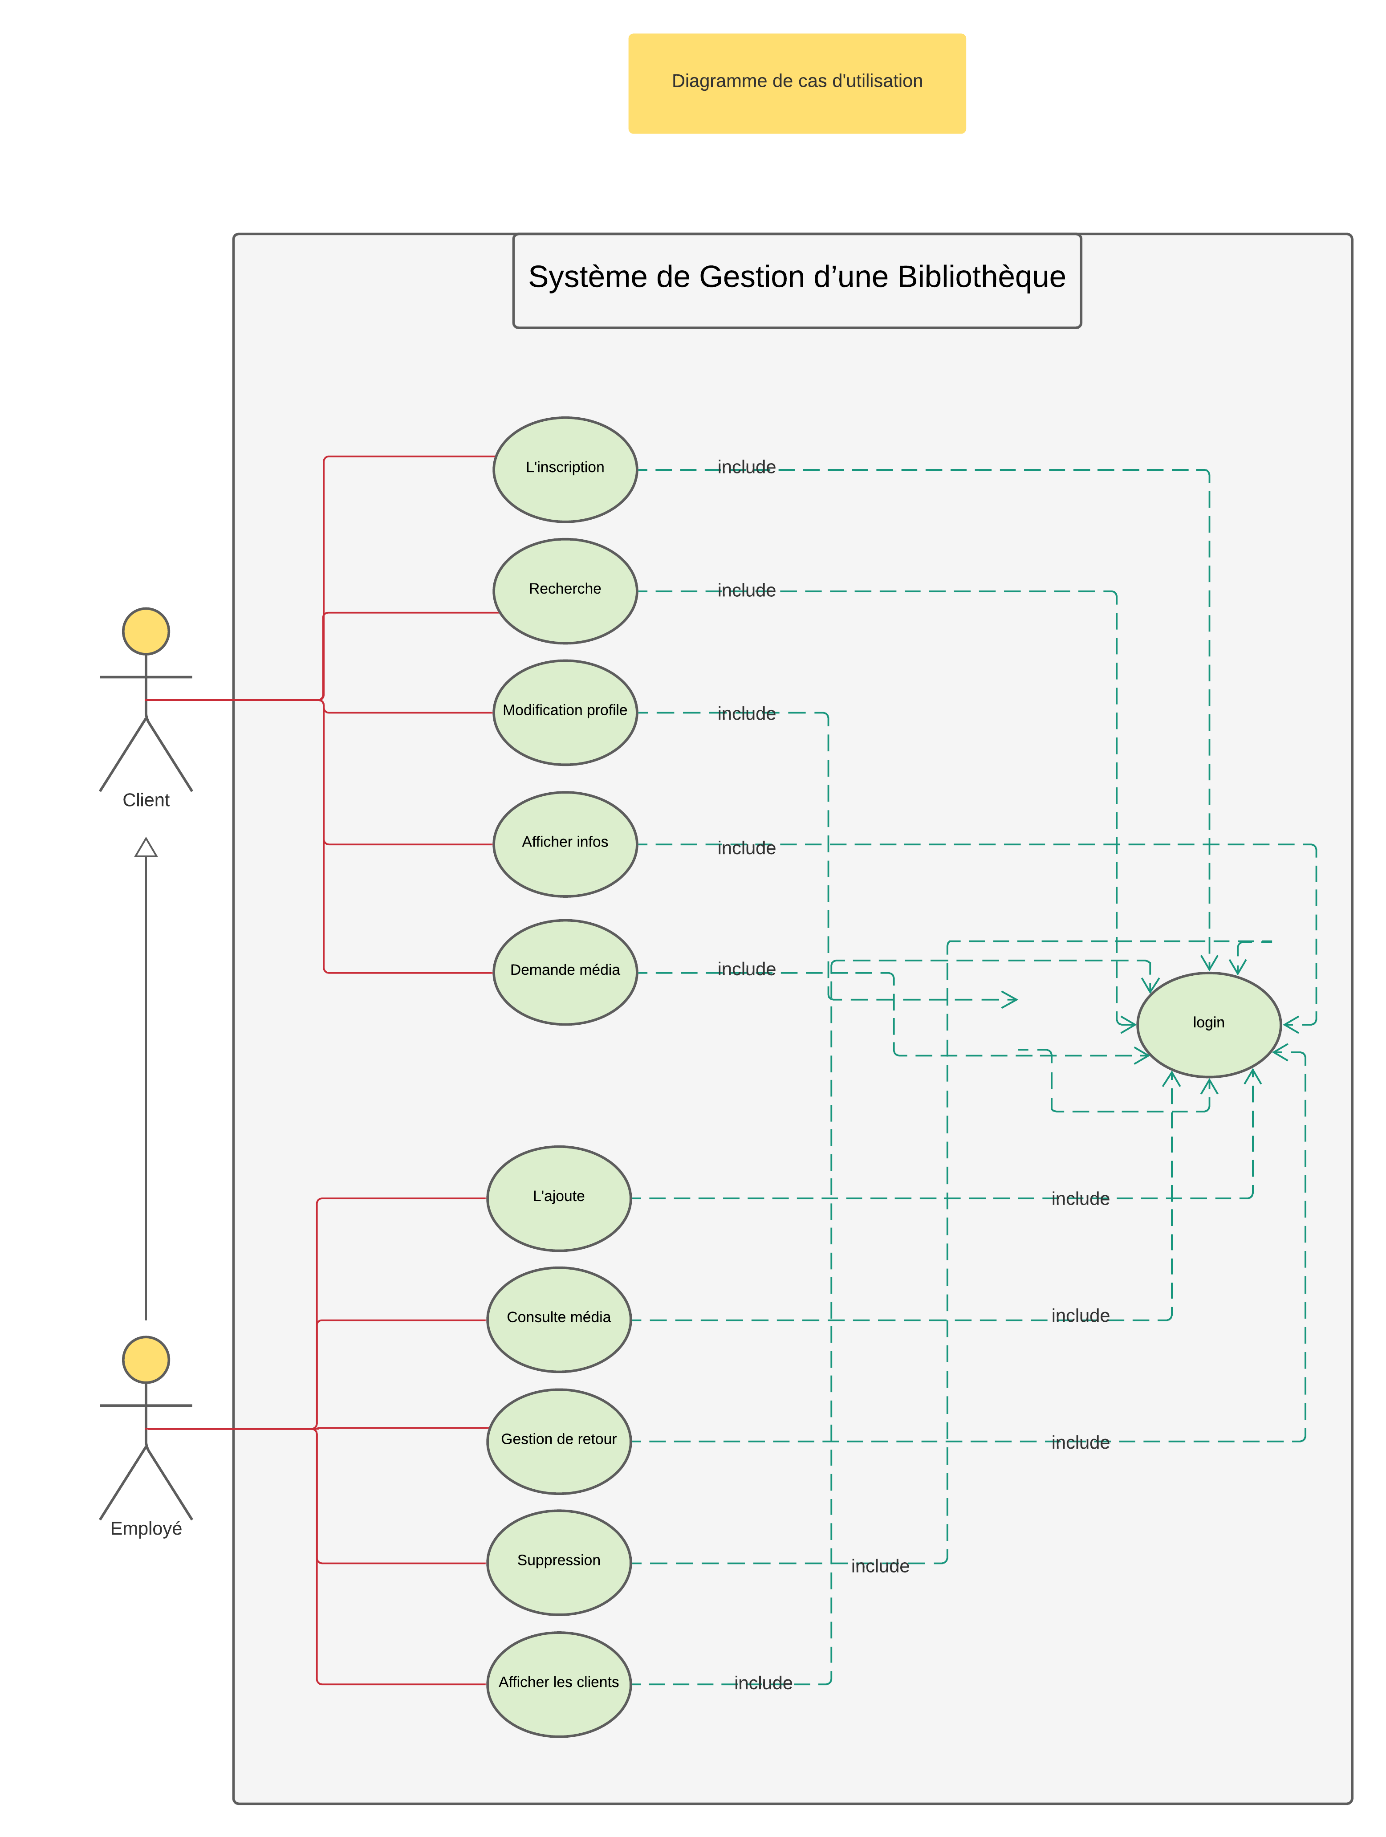 Diagramme de cas d'utilisation
Système de Gestion d’une Bibliothèque
L'inscription
include
Recherche
include
Modification profile
include
Client
Afficher infos
include
Demande média
include
login
L'ajoute
include
Consulte média
include
Gestion de retour
include
Employé
Suppression
include
Afficher les clients
include